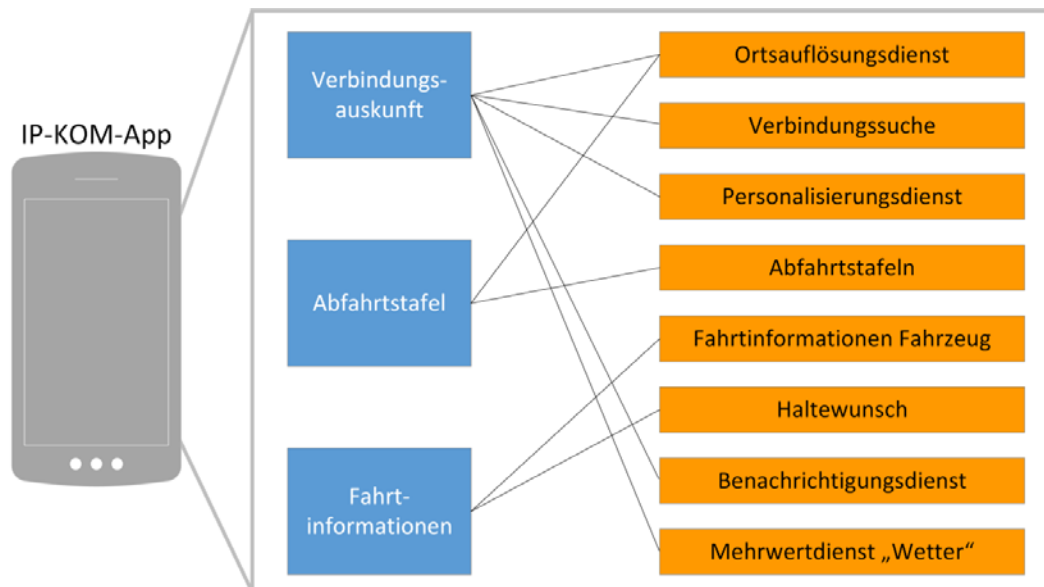 IP-KOM-App
Verbindungs-
auskunft
Abfahrtstafel
Fahrt-
informationen
Ortsauflösungsdienst
Verbindungssuche
Personalisierungsdienst
Abfahrtstafeln
Fahrtinformationen Fahrzeug
Haltewunsch
Benachrichtigungsdienst
Mehrwertdienst „Wetter“